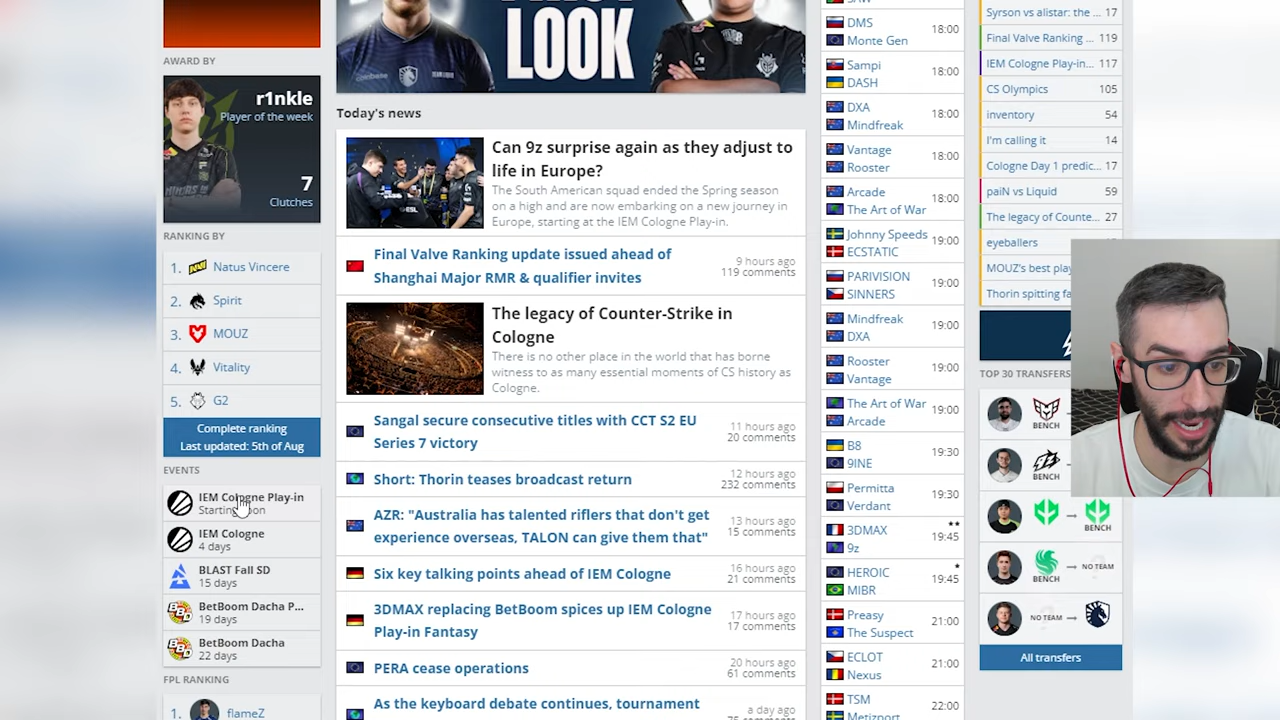 AWARD BY
r1nkle
Player of the week
7
Clutches
RANKING BY
1. Natus Vincere
2. Spirit
3. MOUZ
4. Vitality
5. G2
Complete ranking
Last updated: 5th of Aug
EVENTS
IEM Cologne Play-in
IEM Cologne
4 days
BLAST Fall SD
15 days
BetBoom Dacha P...
19 days
BetBoom Dacha
22 days
FPL RANKING
flameZ
LOOK
Today's news
Can 9z surprise again as they adjust to
life in Europe?
The South American squad ended the Spring season
on a high and are now embarking on a new journey in
Europe, starting at the IEM Cologne Play-in.
Final Valve Ranking update issued ahead of
Shanghai Major RMR & qualifier invites
9 hours ago
119 comments
The legacy of Counter-Strike in
Cologne
There is no other place in the world that has borne
witness to as many essential moments of CS history as
Cologne.
Sangal secure consecutive titles with CCT S2 EU
Series 7 victory
11 hours ago
20 comments
Short: Thorin teases broadcast return
12 hours ago
232 comments
AZR: "Australia has talented riflers that don't get
experience overseas, TALON can give them that"
13 hours ago
15 comments
Six key talking points ahead of IEM Cologne
16 hours ago
21 comments
3DMAX replacing BetBoom spices up IEM Cologne
Play-in Fantasy
17 hours ago
17 comments
PERA cease operations
20 hours ago
61 comments
As the keyboard debate continues, tournament
a day ago
DMS
Monte Gen
18:00
Sampi
DASH
18:00
DXA
Mindfreak
18:00
Vantage
Rooster
18:00
Arcade
The Art of War
18:00
Johnny Speeds
ECSTATIC
19:00
PARIVISION
SINNERS
19:00
Mindfreak
DXA
19:00
Rooster
Vantage
19:00
The Art of War
Arcade
19:00
B8
9INE
19:30
Permitta
Verdant
19:30
3DMAX
9z
19:45
HEROIC
MIBR
19:45
Preasy
The Suspect
21:00
ECLOT
Nexus
21:00
TSM
Metizport
22:00
Final Valve Ranking ... 119
IEM Cologne Play-in...
CS Olympics
inventory
Cologne Day 1 predic...
paiN vs Liquid 59
The legacy of Counte...
eyeballers
MOUZ's best play
BENCH
BENCH
BENCH
BENCH
NO TEAM
NO TEAM
All transfers